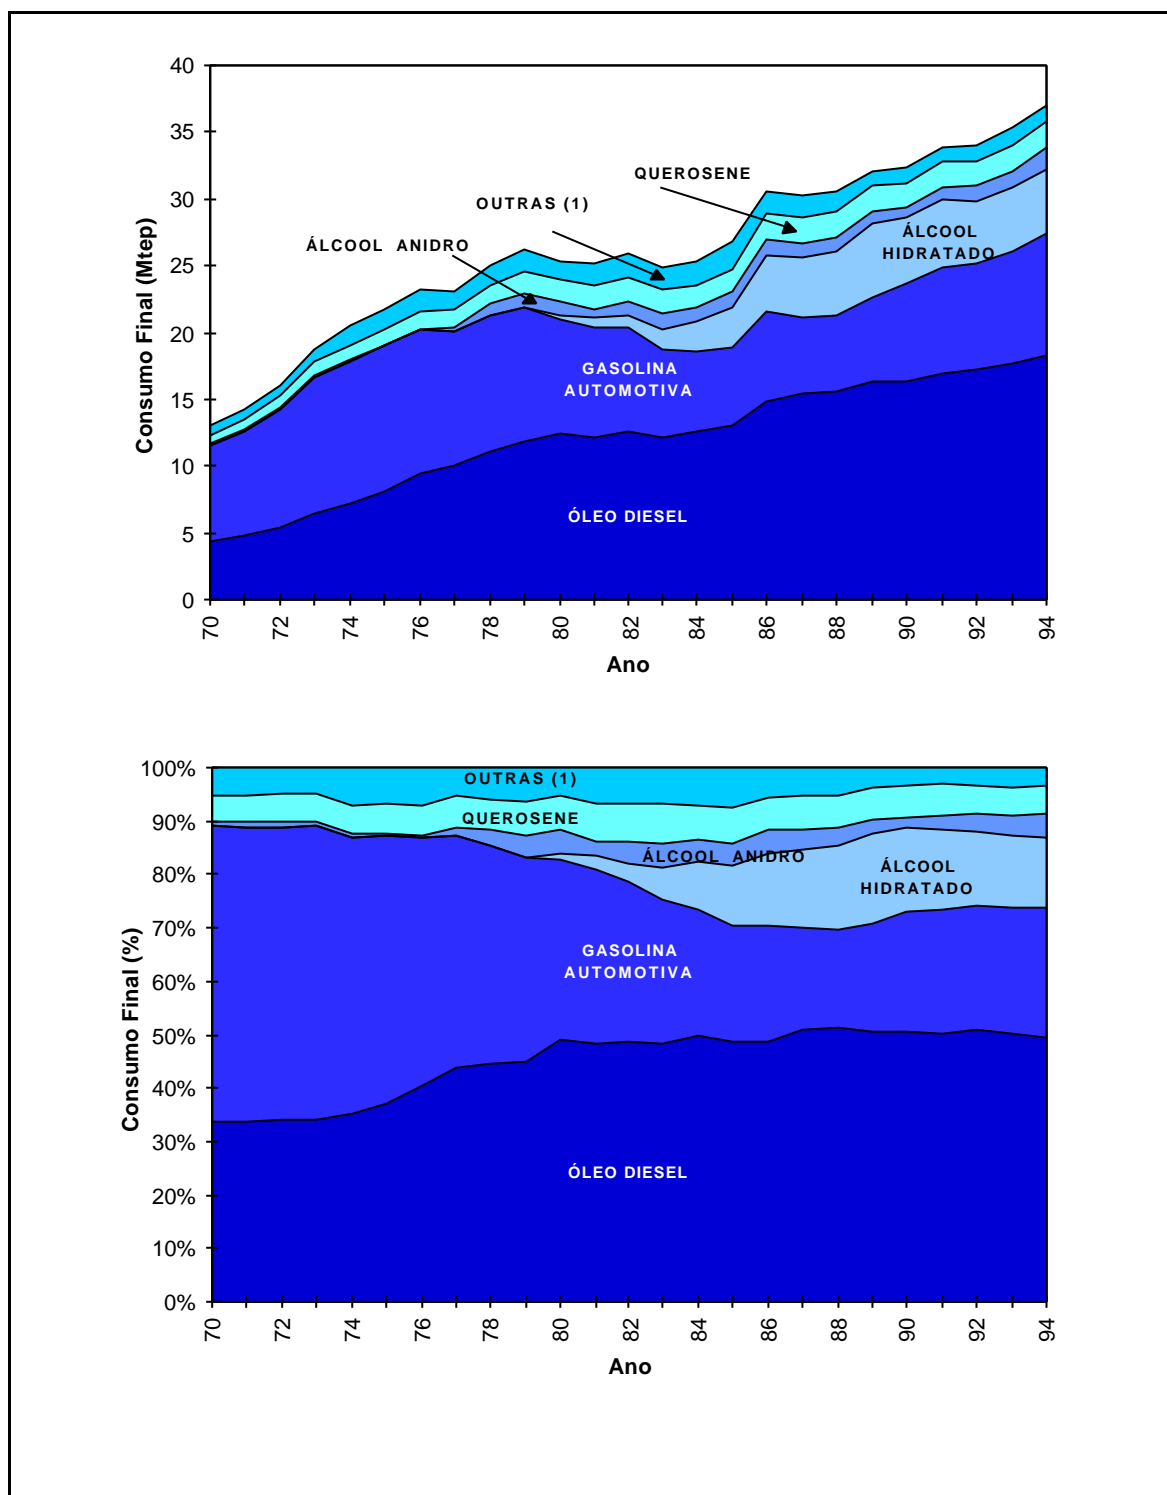 40
35
30
25
20
15
10
5
0
Consumo Final (Mtep)
QUEROSENE
OUTRAS (1)
ÁLCOOL ANIDRO
ÁLCOOL
HIDRATADO
GASOLINA
AUTOMOTIVA
ÓLEO DIESEL
70
72
74
76
78
80
82
84
86
88
90
92
94
Ano
100%
90%
80%
70%
60%
50%
40%
30%
20%
10%
0%
Consumo Final (%)
OUTRAS (1)
QUEROSENE
ÁLCOOL ANIDRO
ÁLCOOL
HIDRATADO
GASOLINA
AUTOMOTIVA
ÓLEO DIESEL
70
72
74
76
78
80
82
84
86
88
90
92
94
Ano